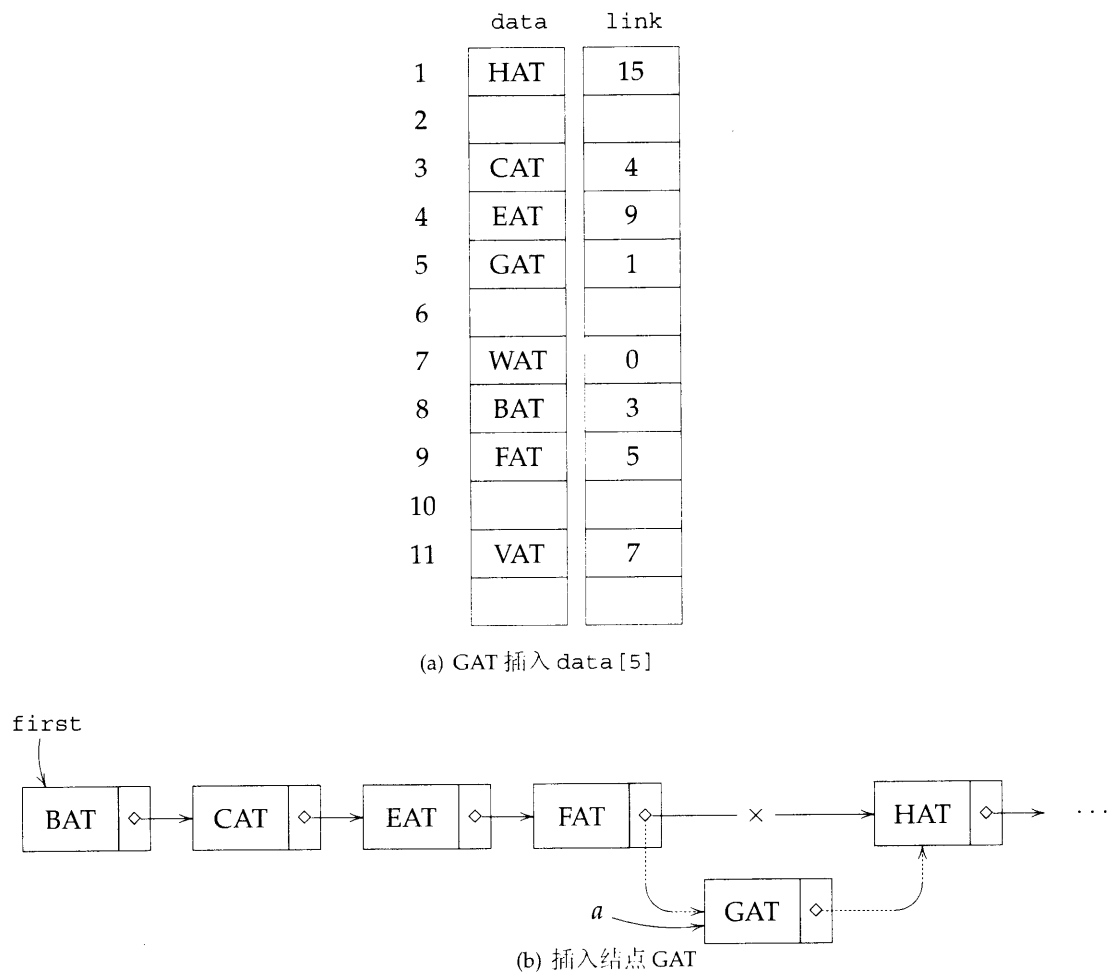 data link
1 HAT 15
2
3 CAT 4
4 EAT 9
5 GAT 1
6
7 WAT 0
8 BAT 3
9 FAT 5
10
11 VAT 7
(a) GAT 插入 data[5]
first
BAT CAT EAT FAT × HAT ···
a GAT
(b) 插入结点 GAT